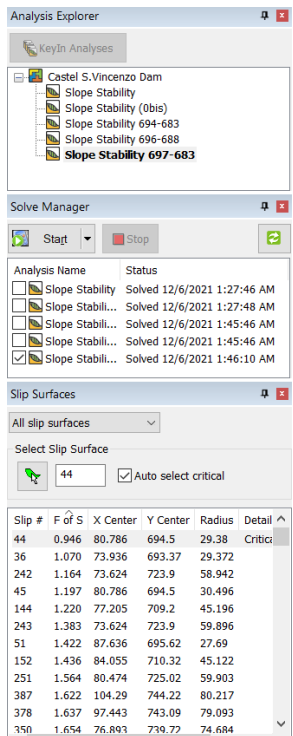 Analysis Explorer
KeyIn Analyses
Castel S.Vincenzo Dam
Slope Stability
Slope Stability (0bis)
Slope Stability 694-683
Slope Stability 696-688
Slope Stability 697-683
Solve Manager
Start
Stop
Analysis Name Status
Slope Stability Solved 12/6/2021 1:27:46 AM
Slope Stabili... Solved 12/6/2021 1:27:48 AM
Slope Stabili... Solved 12/6/2021 1:45:46 AM
Slope Stabili... Solved 12/6/2021 1:45:46 AM
Slope Stabili... Solved 12/6/2021 1:46:10 AM
Slip Surfaces
All slip surfaces
Select Slip Surface
44 Auto select critical
Slip # F of S X Center Y Center Radius Detail
44 0.946 80.786 694.5 29.38 Critica
36 1.070 73.936 693.37 29.372
242 1.164 73.624 723.9 58.942
45 1.197 80.786 694.5 30.496
144 1.220 77.205 709.2 45.196
243 1.383 73.624 723.9 59.896
51 1.422 87.636 695.62 27.69
152 1.436 84.055 710.32 45.122
251 1.564 80.474 725.02 59.903
387 1.622 104.29 744.22 80.217
378 1.637 97.443 743.09 79.093
350 1.654 76.893 739.72 74.684